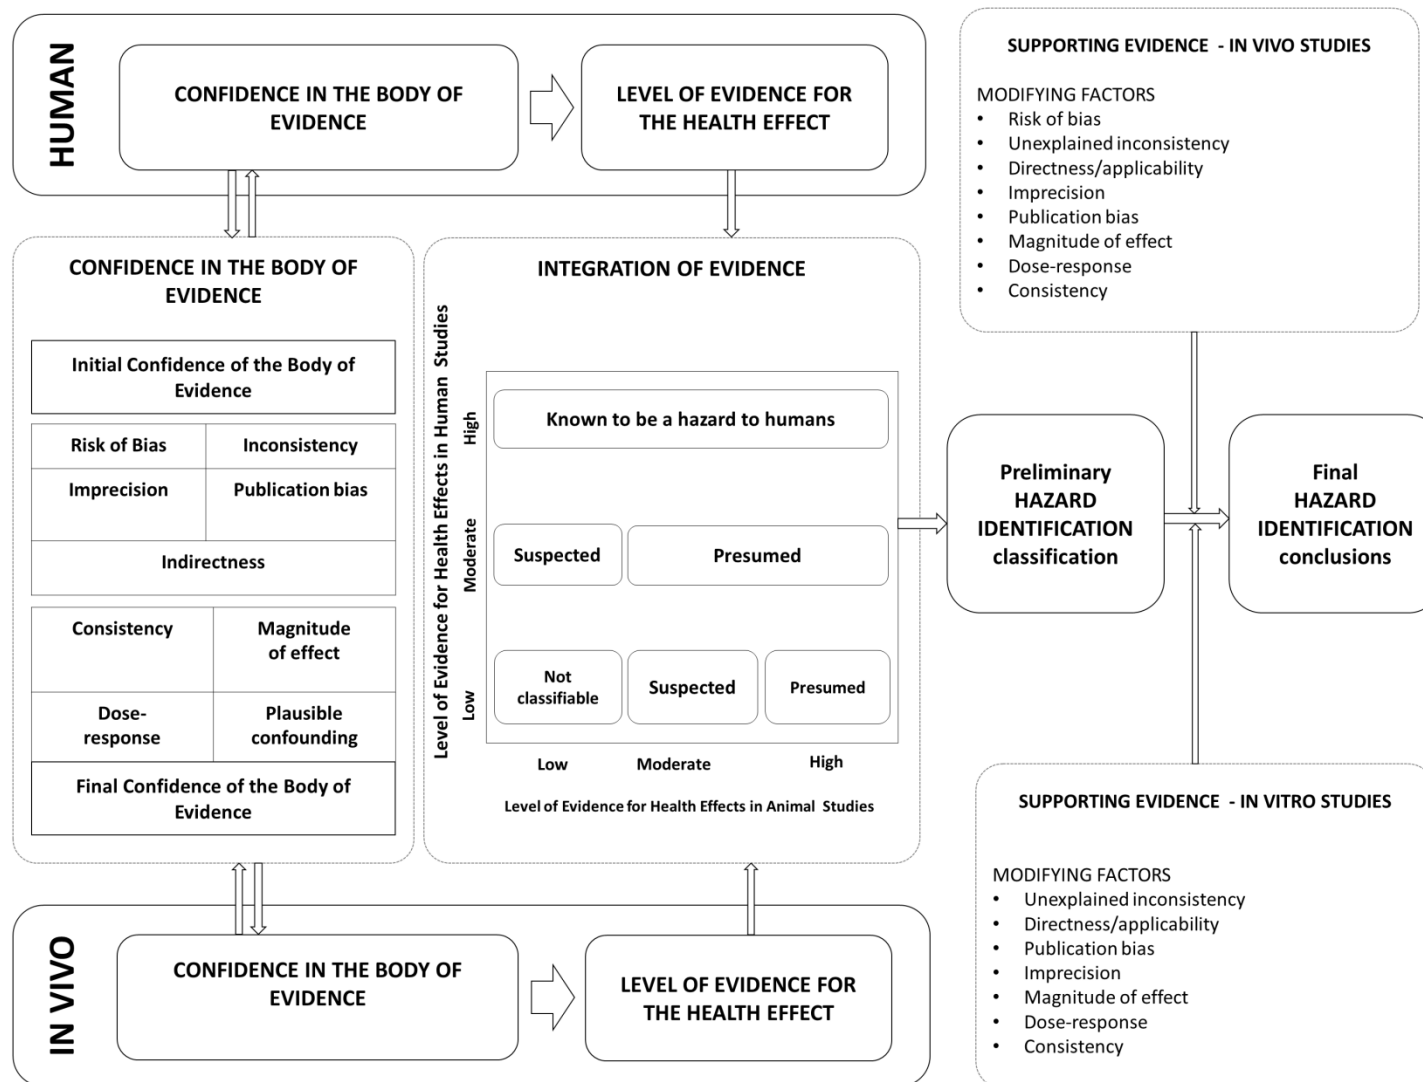 HUMAN
CONFIDENCE IN THE BODY OF
EVIDENCE
LEVEL OF EVIDENCE FOR
THE HEALTH EFFECT
CONFIDENCE IN THE BODY OF
EVIDENCE
Initial Confidence of the Body of
Evidence
Risk of Bias
Inconsistency
Imprecision
Publication bias
Indirectness
Consistency
Magnitude
of effect
Dose-
response
Plausible
confounding
Final Confidence of the Body of
Evidence
INTEGRATION OF EVIDENCE
Level of Evidence for Health Effects in Human Studies
High
Moderate
Low
Known to be a hazard to humans
Suspected
Presumed
Not
classifiable
Suspected
Presumed
Low
Moderate
High
Level of Evidence for Health Effects in Animal Studies
IN VIVO
CONFIDENCE IN THE BODY OF
EVIDENCE
LEVEL OF EVIDENCE FOR
THE HEALTH EFFECT
SUPPORTING EVIDENCE - IN VIVO STUDIES
MODIFYING FACTORS
• Risk of bias
• Unexplained inconsistency
• Directness/applicability
• Imprecision
• Publication bias
• Magnitude of effect
• Dose-response
• Consistency
Preliminary
HAZARD
IDENTIFICATION
classification
Final
HAZARD
IDENTIFICATION
conclusions
SUPPORTING EVIDENCE - IN VITRO STUDIES
MODIFYING FACTORS
• Unexplained inconsistency
• Directness/applicability
• Publication bias
• Imprecision
• Magnitude of effect
• Dose-response
• Consistency